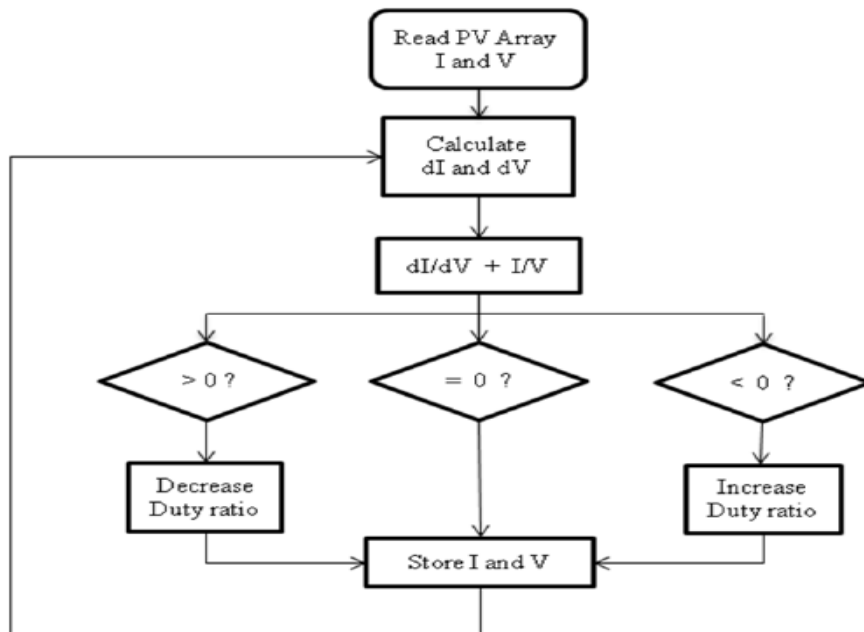 Read PV Array
I and V
Calculate
dI and dV
dI/dV + I/V
> 0 ?
= 0 ?
< 0 ?
Decrease
Duty ratio
Increase
Duty ratio
Store I and V